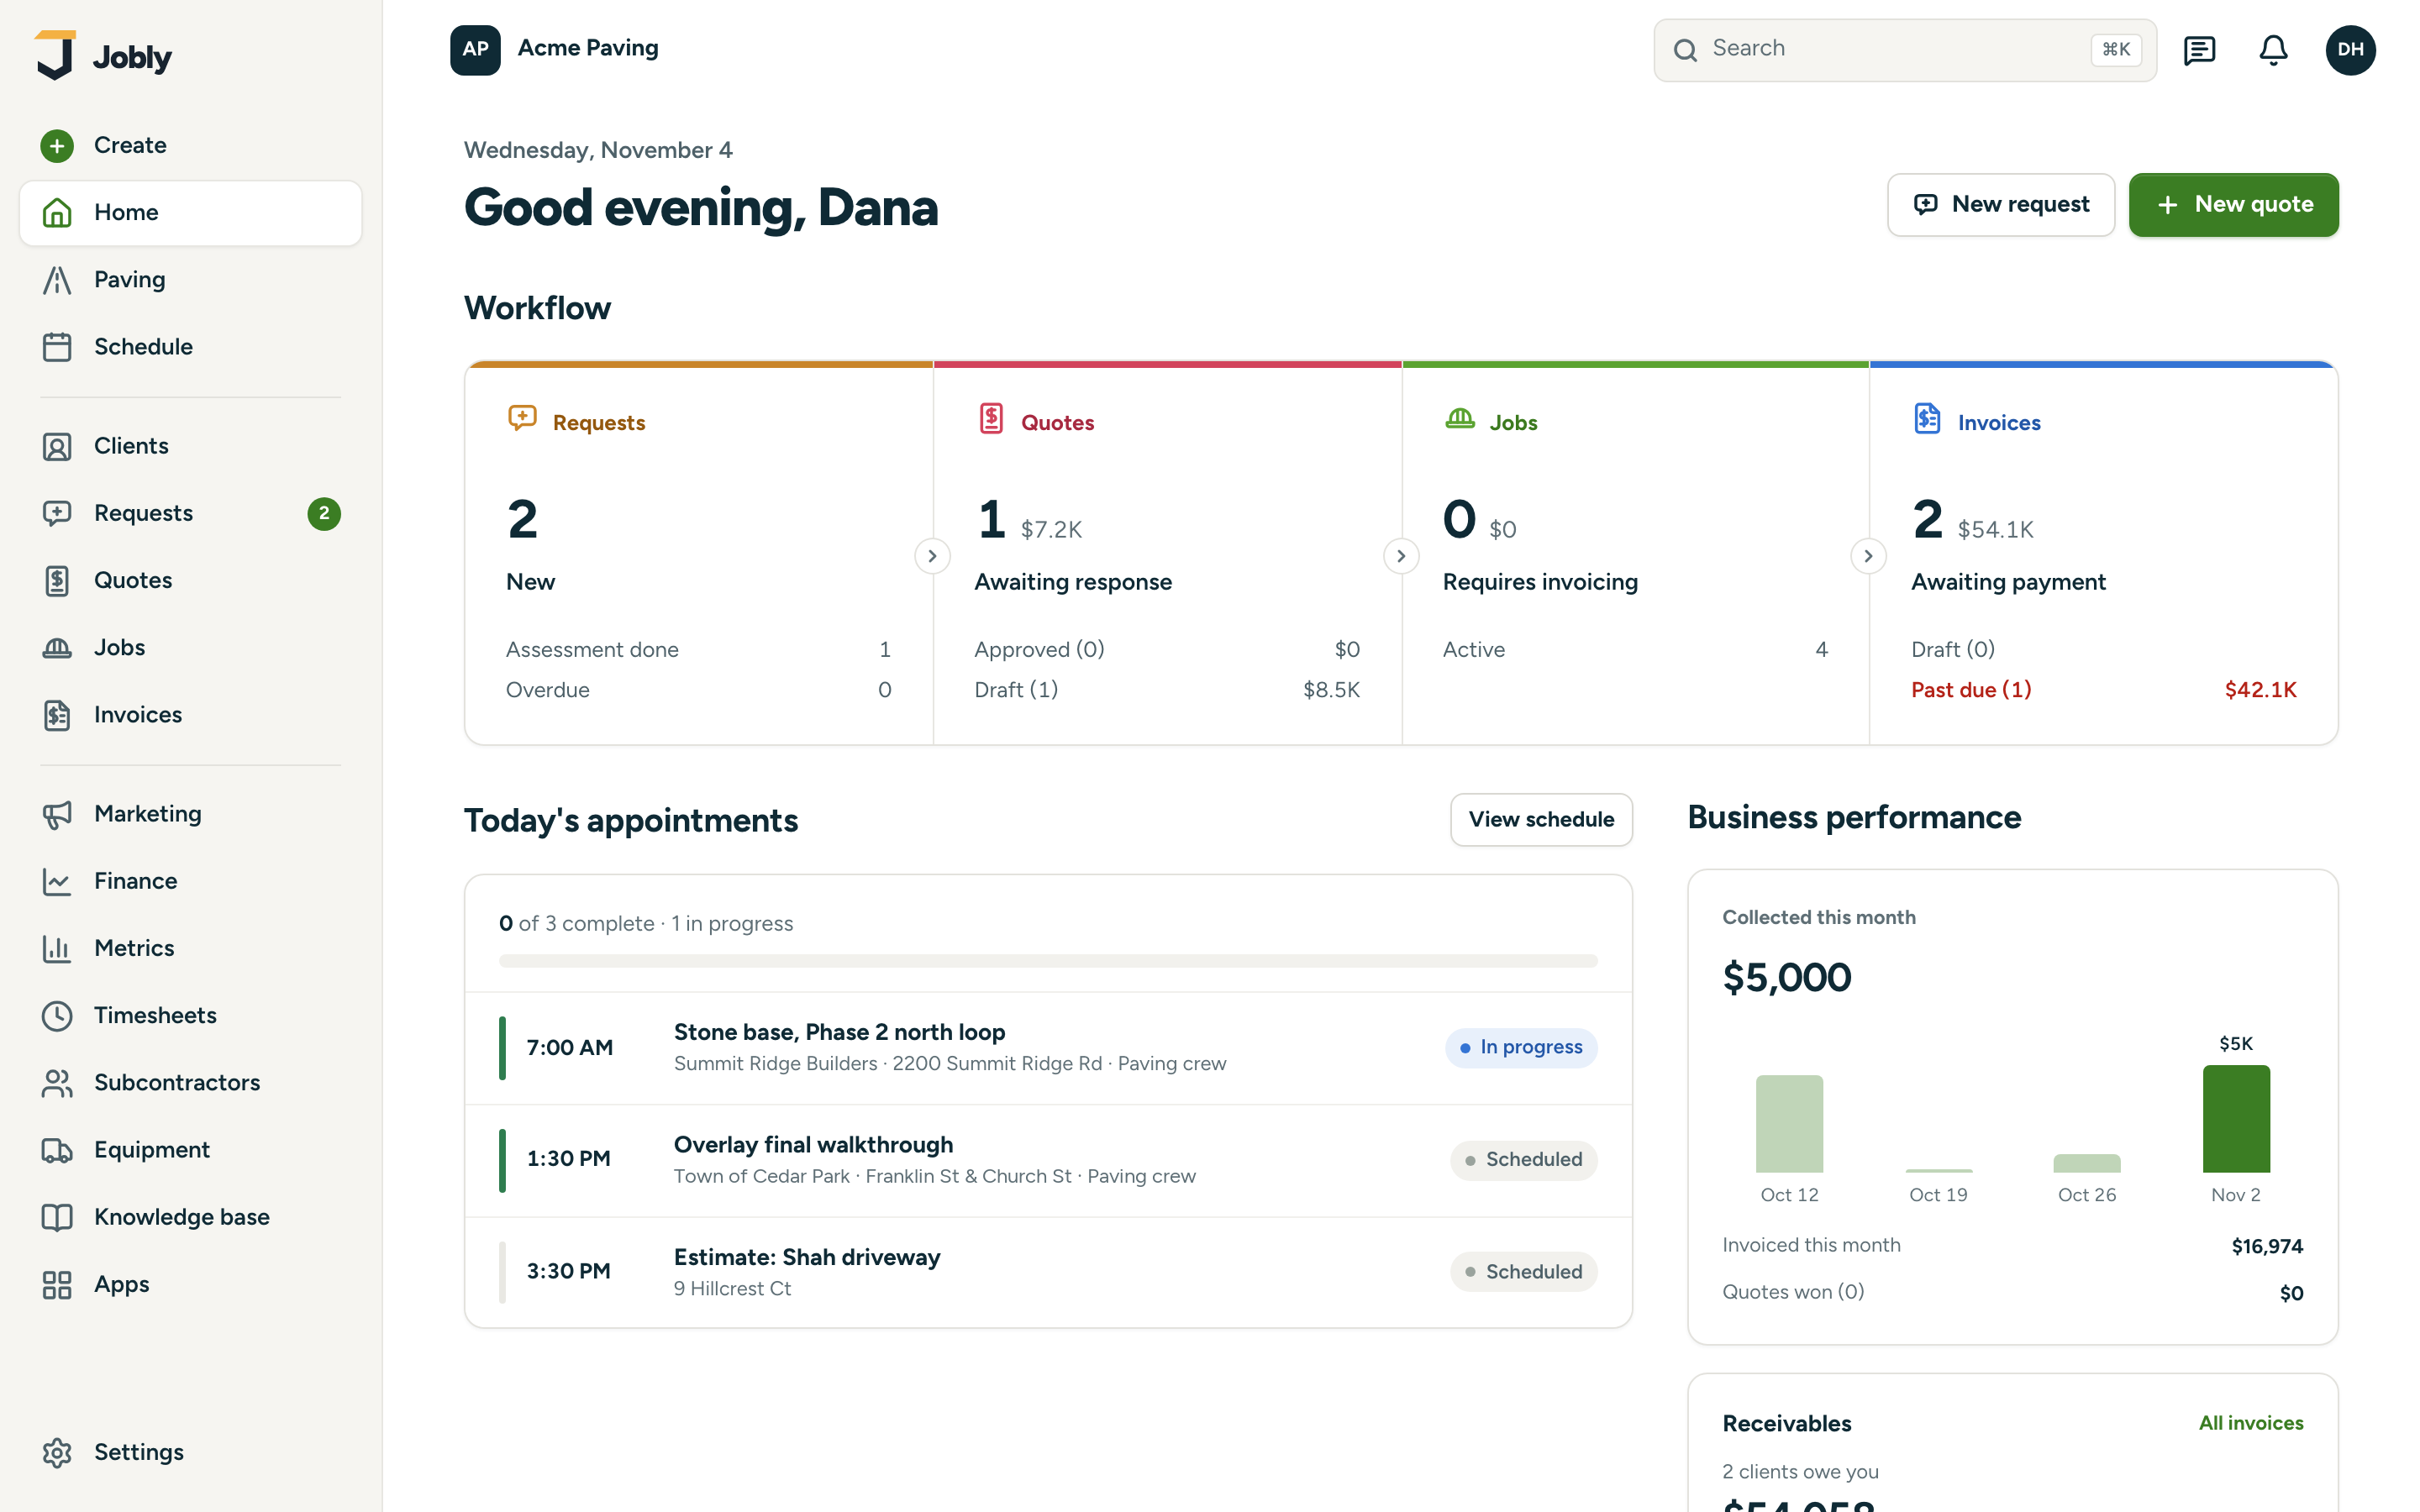 Jobly
Create
Home
Paving
Schedule
Clients
Requests 2
Quotes
Jobs
Invoices
Marketing
Finance
Metrics
Timesheets
Subcontractors
Equipment
Knowledge base
Apps
Settings
AP Acme Paving
Search ⌘K
DH
Wednesday, November 4
Good evening, Dana
New request
New quote
Workflow
Requests
2
New
Assessment done 1
Overdue 0
Quotes
1 $7.2K
Awaiting response
Approved (0) $0
Draft (1) $8.5K
Jobs
0 $0
Requires invoicing
Active 4
Invoices
2 $54.1K
Awaiting payment
Draft (0)
Past due (1) $42.1K
Today's appointments
View schedule
0 of 3 complete · 1 in progress
7:00 AM
Stone base, Phase 2 north loop
Summit Ridge Builders · 2200 Summit Ridge Rd · Paving crew
In progress
1:30 PM
Overlay final walkthrough
Town of Cedar Park · Franklin St & Church St · Paving crew
Scheduled
3:30 PM
Estimate: Shah driveway
9 Hillcrest Ct
Scheduled
Business performance
Collected this month
$5,000
$5K
Oct 12 Oct 19 Oct 26 Nov 2
Invoiced this month $16,974
Quotes won (0) $0
Receivables All invoices
2 clients owe you